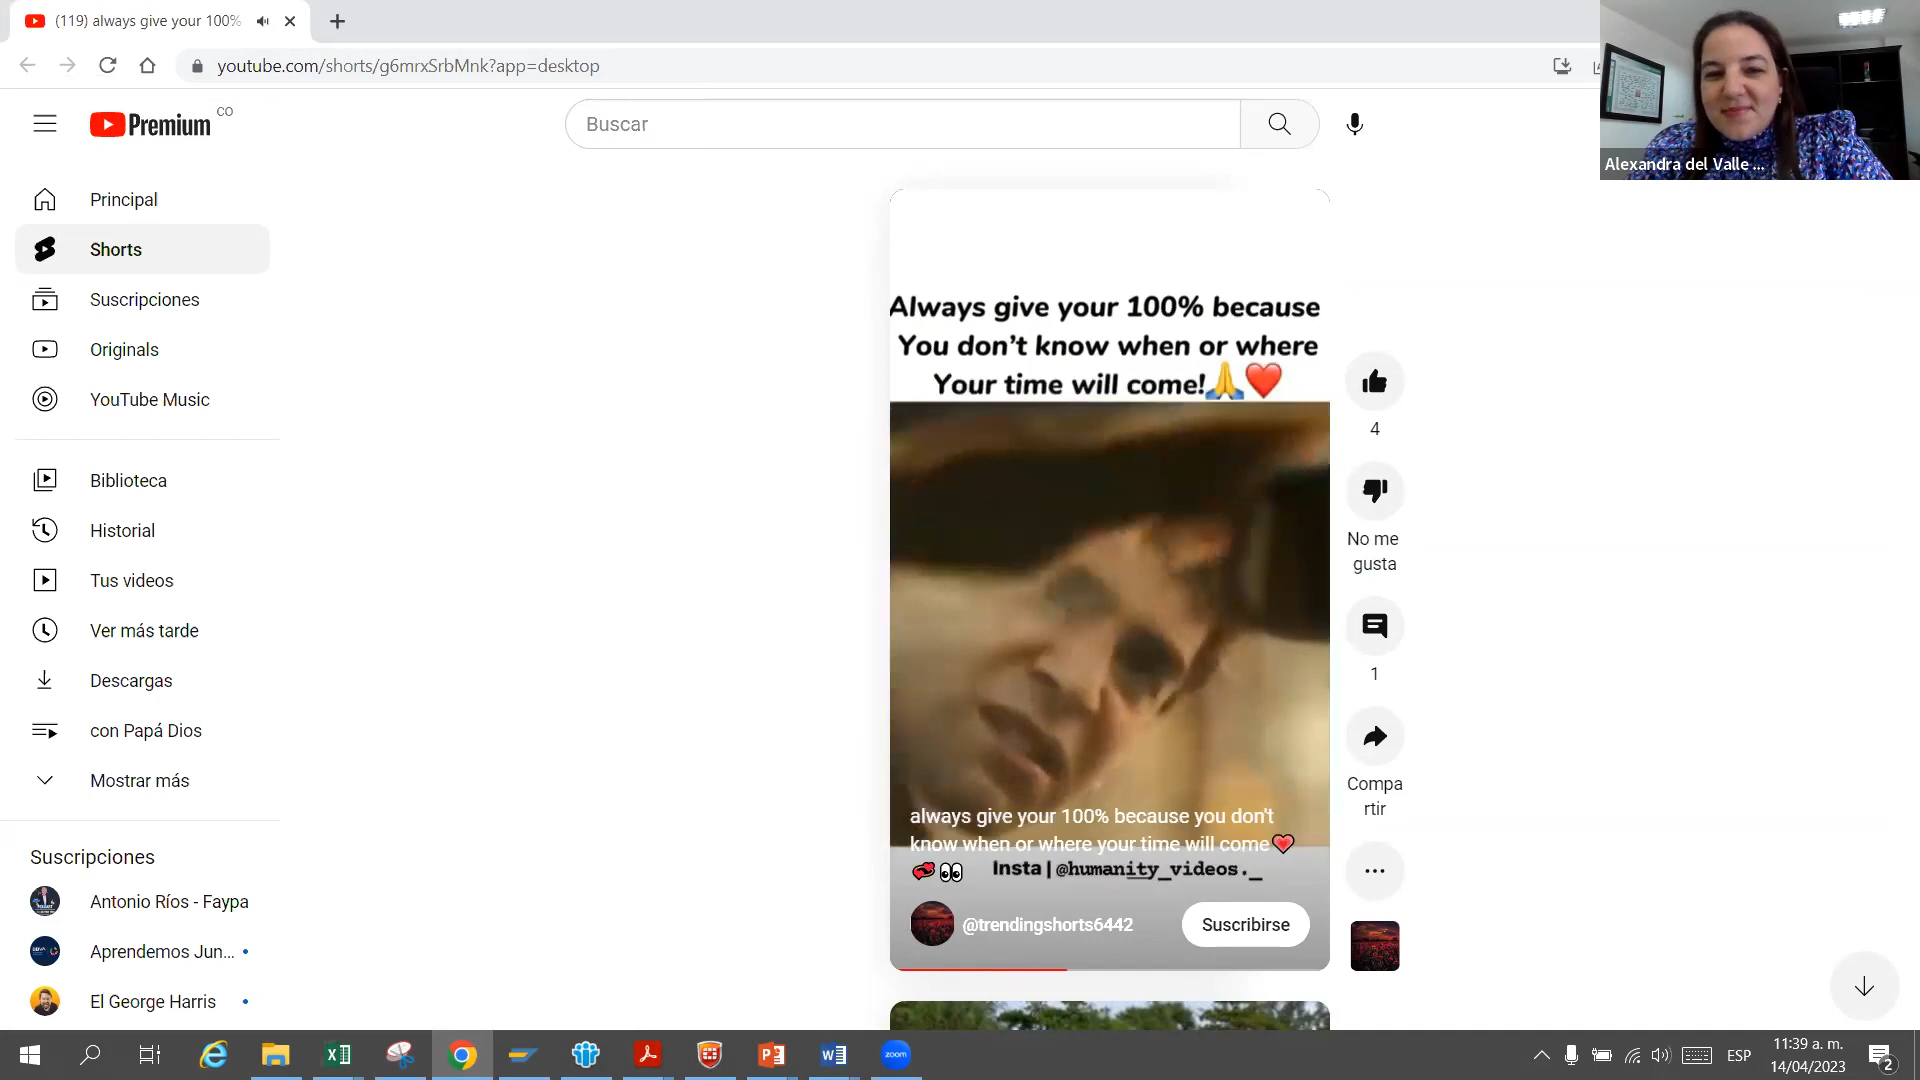 (119) always give your 100%
youtube.com/shorts/g6mrxSrbMnk?app=desktop
Alexandra del Valle ...
Premium
CO
Buscar
Principal
Shorts
Suscripciones
Originals
YouTube Music
Biblioteca
Historial
Tus videos
Ver más tarde
Descargas
con Papá Dios
Mostrar más
Suscripciones
Antonio Ríos - Faypa
Aprendemos Jun...
El George Harris
Always give your 100% because
You don't know when or where
Your time will come!🙏❤️
always give your 100% because you don't
know when or where your time will come💗
💞👀
Insta | @humanity_videos._
@trendingshorts6442
Suscribirse
4
No me
gusta
1
Compa
rtir
zoom
ESP
11:39 a. m.
14/04/2023
2